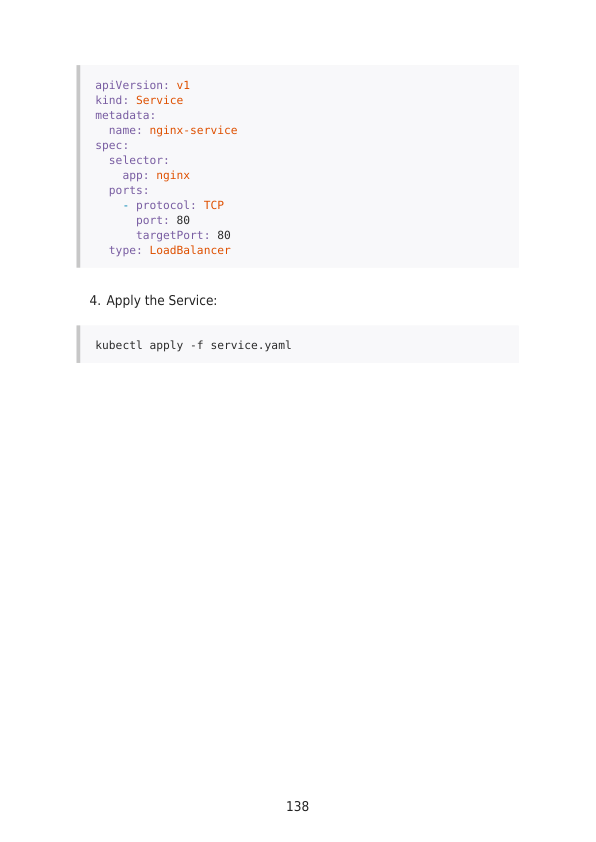 apiVersion: v1
kind: Service
metadata:
  name: nginx-service
spec:
  selector:
    app: nginx
  ports:
    - protocol: TCP
      port: 80
      targetPort: 80
  type: LoadBalancer
4. Apply the Service:
kubectl apply -f service.yaml
138